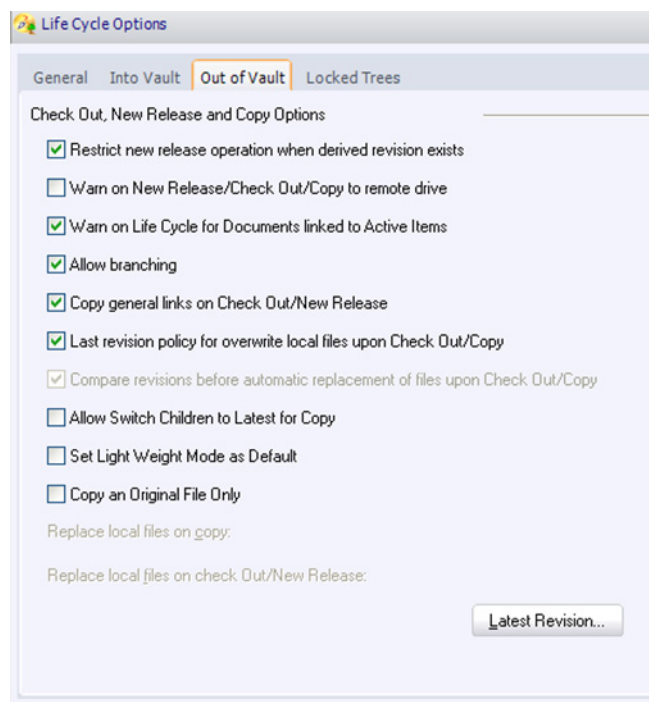 Life Cycle Options
General Into Vault Out of Vault Locked Trees
Check Out, New Release and Copy Options
Restrict new release operation when derived revision exists
Warn on New Release/Check Out/Copy to remote drive
Warn on Life Cycle for Documents linked to Active Items
Allow branching
Copy general links on Check Out/New Release
Last revision policy for overwrite local files upon Check Out/Copy
Compare revisions before automatic replacement of files upon Check Out/Copy
Allow Switch Children to Latest for Copy
Set Light Weight Mode as Default
Copy an Original File Only
Replace local files on copy:
Replace local files on check Out/New Release:
Latest Revision...